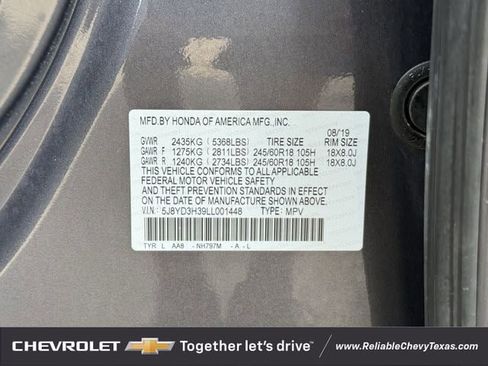 MFD.BY HONDA OF AMERICA MFG.,INC.
08/19
GVWR 2435KG ( 5368LBS) TIRE SIZE RIM SIZE
GAWR F 1275KG ( 2811LBS) 245/60R18 105H 18X8.0J
GAWR R 1240KG ( 2734LBS) 245/60R18 105H 18X8.0J
THIS VEHICLE CONFORMS TO ALL APPLICABLE
FEDERAL MOTOR VEHICLE SAFETY
AND THEFT PREVENTION STANDARDS IN EFFECT
ON THE DATE OF MANUFACTURE SHOWN ABOVE.
V.I.N.: 5J8YD3H39LL001448 TYPE: MPV
TYR L AA8 - NH797M - A - L
CHEVROLET Together let's drive™ www.ReliableChevyTexas.com